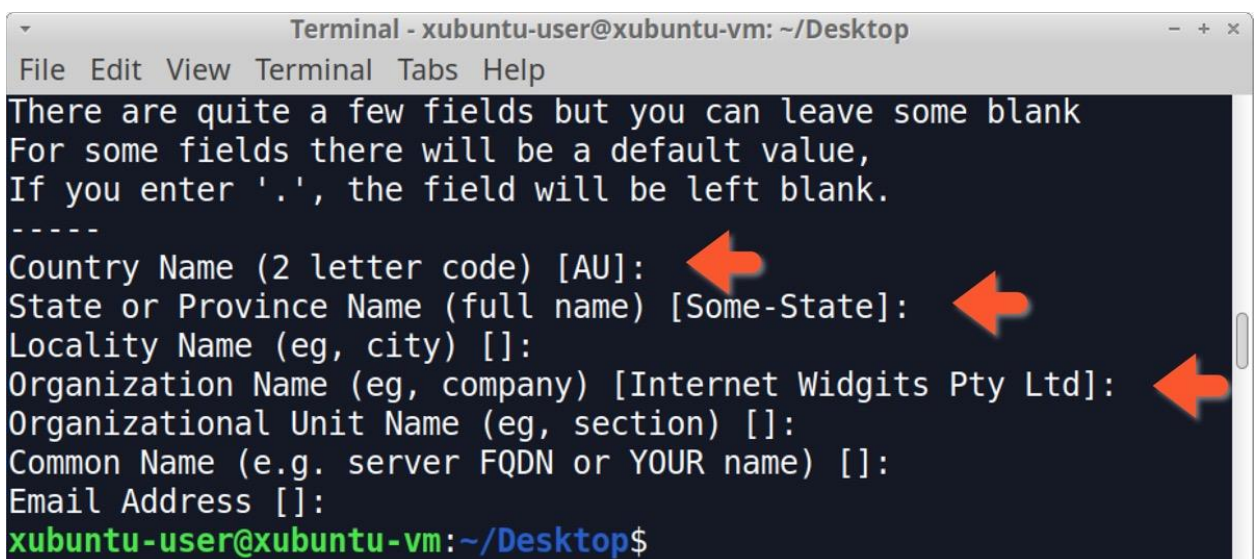 Terminal - xubuntu-user@xubuntu-vm: ~/Desktop
File Edit View Terminal Tabs Help
There are quite a few fields but you can leave some blank
For some fields there will be a default value,
If you enter '.', the field will be left blank.
-----
Country Name (2 letter code) [AU]:
State or Province Name (full name) [Some-State]:
Locality Name (eg, city) []:
Organization Name (eg, company) [Internet Widgits Pty Ltd]:
Organizational Unit Name (eg, section) []:
Common Name (e.g. server FQDN or YOUR name) []:
Email Address []:
xubuntu-user@xubuntu-vm:~/Desktop$